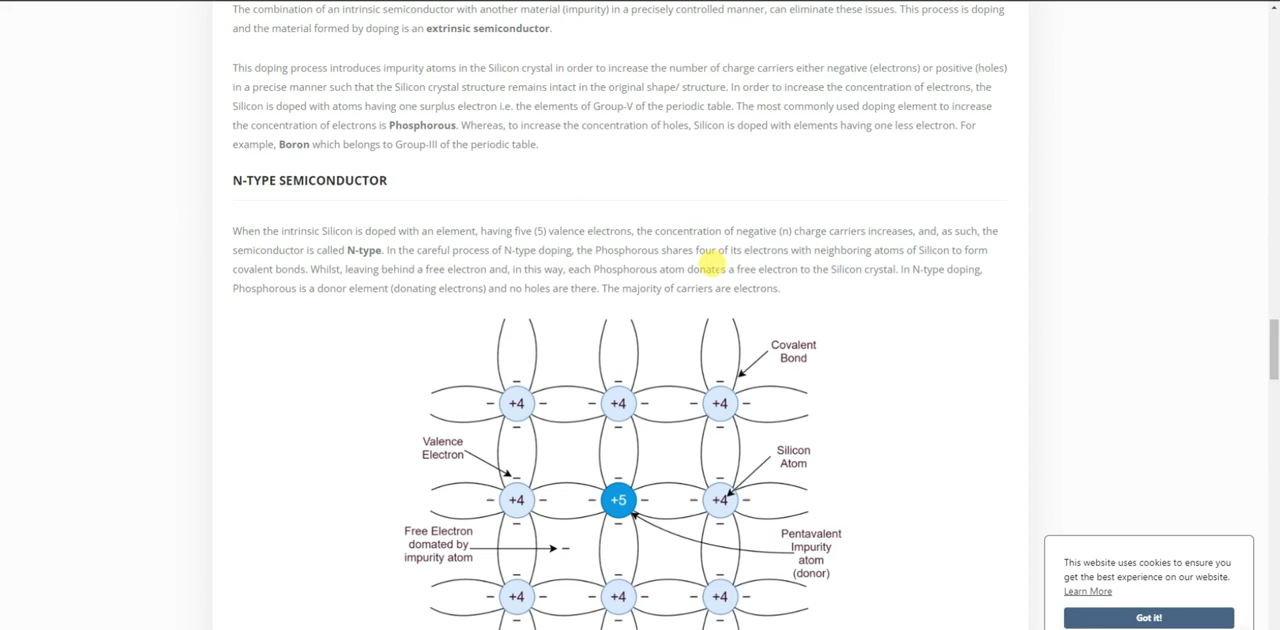 The combination of an intrinsic semiconductor with another material (impurity) in a precisely controlled manner, can eliminate these issues. This process is doping
and the material formed by doping is an extrinsic semiconductor.
This doping process introduces impurity atoms in the Silicon crystal in order to increase the number of charge carriers either negative (electrons) or positive (holes)
in a precise manner such that the Silicon crystal structure remains intact in the original shape/ structure. In order to increase the concentration of electrons, the
Silicon is doped with atoms having one surplus electron i.e. the elements of Group-V of the periodic table. The most commonly used doping element to increase
the concentration of electrons is Phosphorous. Whereas, to increase the concentration of holes, Silicon is doped with elements having one less electron. For
example, Boron which belongs to Group-III of the periodic table.
N-TYPE SEMICONDUCTOR
When the intrinsic Silicon is doped with an element, having five (5) valence electrons, the concentration of negative (n) charge carriers increases, and, as such, the
semiconductor is called N-type. In the careful process of N-type doping, the Phosphorous shares four of its electrons with neighboring atoms of Silicon to form
covalent bonds. Whilst, leaving behind a free electron and, in this way, each Phosphorous atom donates a free electron to the Silicon crystal. In N-type doping,
Phosphorous is a donor element (donating electrons) and no holes are there. The majority of carriers are electrons.
Covalent
Bond
+4 +4 +4
Valence
Electron
Silicon
Atom
+4 +5 +4
Free Electron
domated by
impurity atom
Pentavalent
Impurity
atom
(donor)
+4 +4 +4
This website uses cookies to ensure you
get the best experience on our website.
Learn More
Got it!